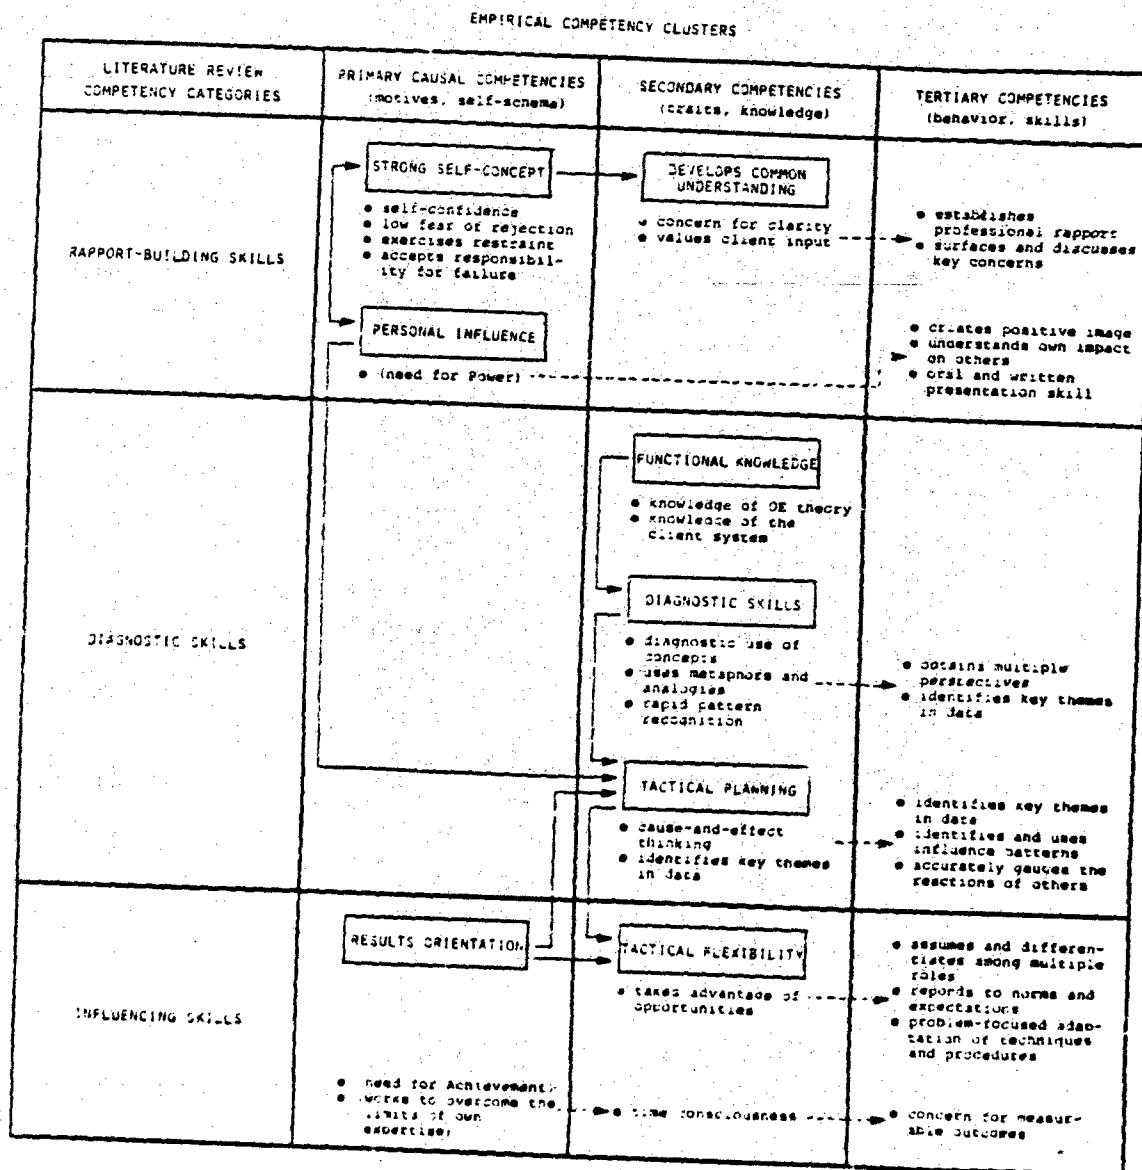 EMPIRICAL COMPETENCY CLUSTERS
LITERATURE REVIEW
COMPETENCY CATEGORIES
PRIMARY CAUSAL COMPETENCIES
(motives, self-schema)
SECONDARY COMPETENCIES
(traits, knowledge)
TERTIARY COMPETENCIES
(behavior, skills)
RAPPORT-BUILDING SKILLS
STRONG SELF-CONCEPT
• self-confidence
• low fear of rejection
• exercises restraint
• accepts responsibil-
ity for failure
PERSONAL INFLUENCE
• (need for Power)
DEVELOPS COMMON
UNDERSTANDING
• concern for clarity
• values client input
• establishes
professional rapport
• surfaces and discusses
key concerns
• creates positive image
• understands own impact
on others
• oral and written
presentation skill
DIAGNOSTIC SKILLS
FUNCTIONAL KNOWLEDGE
• knowledge of OE theory
• knowledge of the
client system
DIAGNOSTIC SKILLS
• diagnostic use of
concepts
• uses metaphors and
analogies
• rapid pattern
recognition
TACTICAL PLANNING
• cause-and-effect
thinking
• identifies key themes
in data
• obtains multiple
perspectives
• identifies key themes
in data
• identifies key themes
in data
• identifies and uses
influence patterns
• accurately gauges the
reactions of others
INFLUENCING SKILLS
RESULTS ORIENTATION
• need for Achievement)
• (works to overcome the
limits of own
expertise)
TACTICAL FLEXIBILITY
• takes advantage of
opportunities
• time consciousness
• assumes and differen-
tiates among multiple
roles
• reponds to norms and
expectations
• problem-focused adap-
tation of techniques
and procedures
• concern for measur-
able outcomes